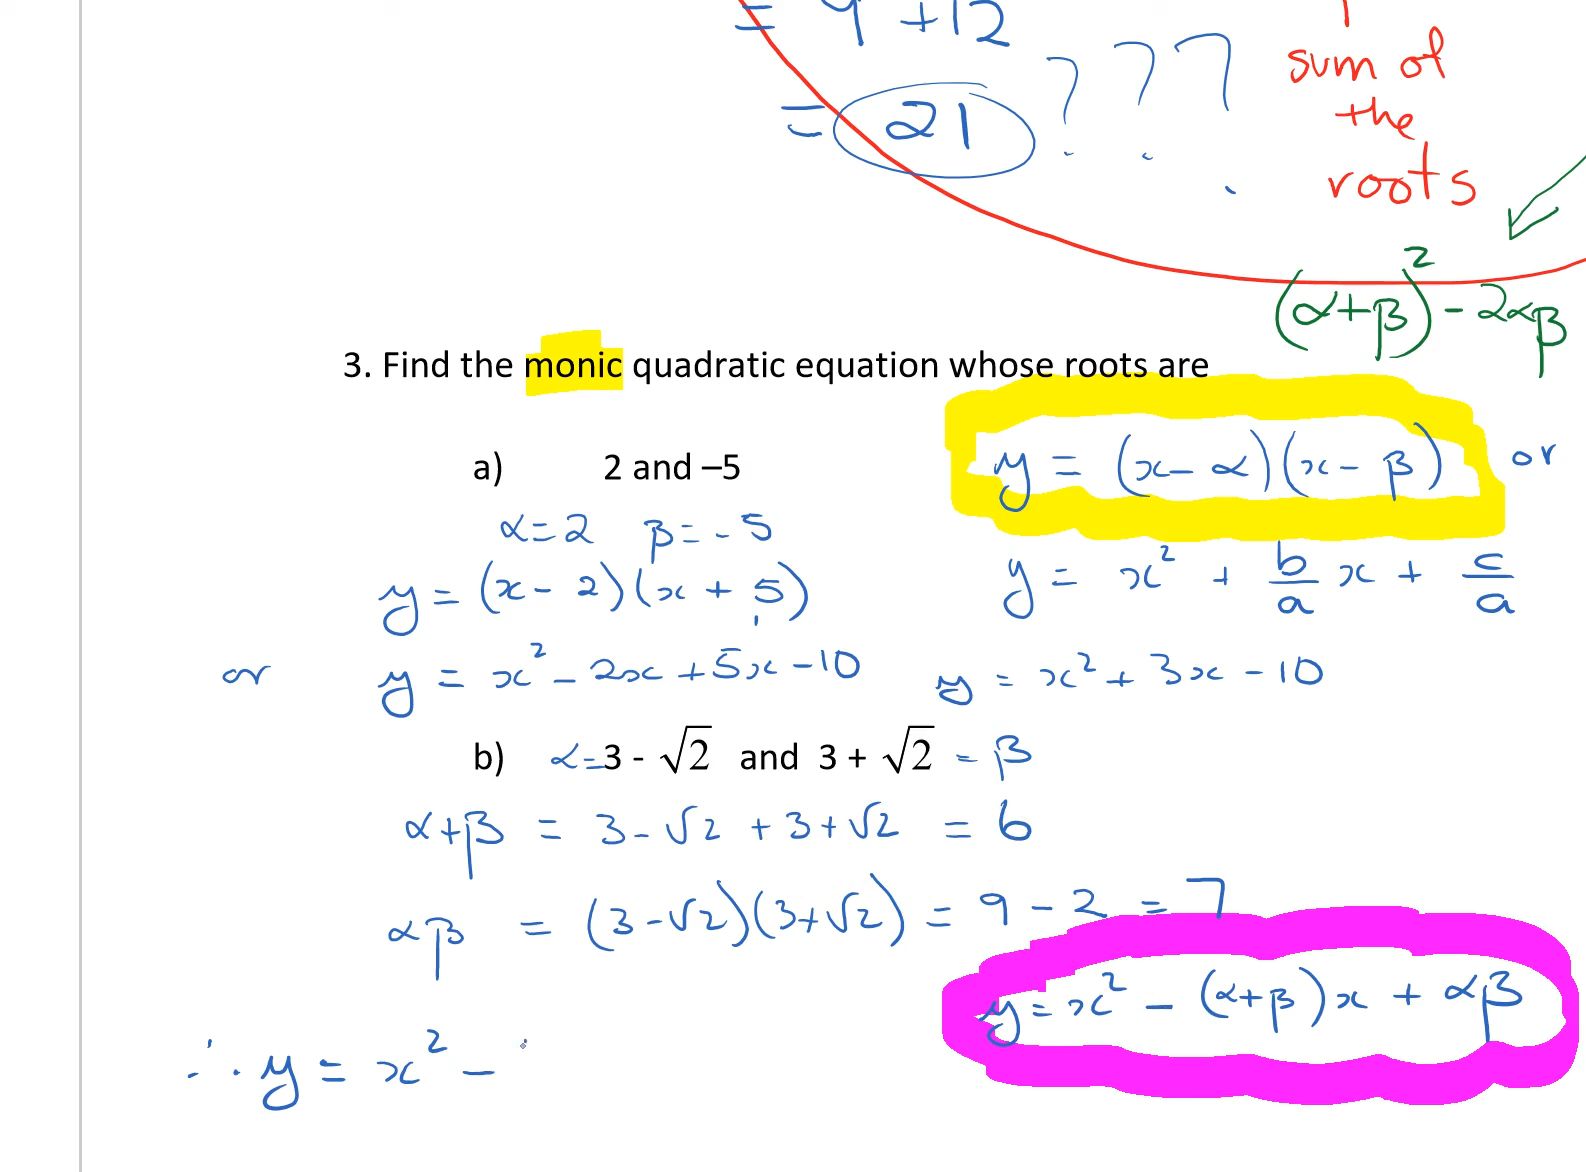 = 9 + 12
= 21 ? ? ?
sum of
the
roots
(α+β)² - 2αβ
3. Find the monic quadratic equation whose roots are
a) 2 and –5
y = (x - α)(x - β) or
α = 2 β = - 5
y = (x - 2)(x + 5)
y = x² + b/a x + c/a
or y = x² - 2x + 5x - 10 y = x² + 3x - 10
b) α = 3 - √2 and 3 + √2 = β
α+β = 3 - √2 + 3 + √2 = 6
αβ = (3 - √2)(3 + √2) = 9 - 2 = 7
y = x² - (α+β)x + αβ
∴ y = x² -